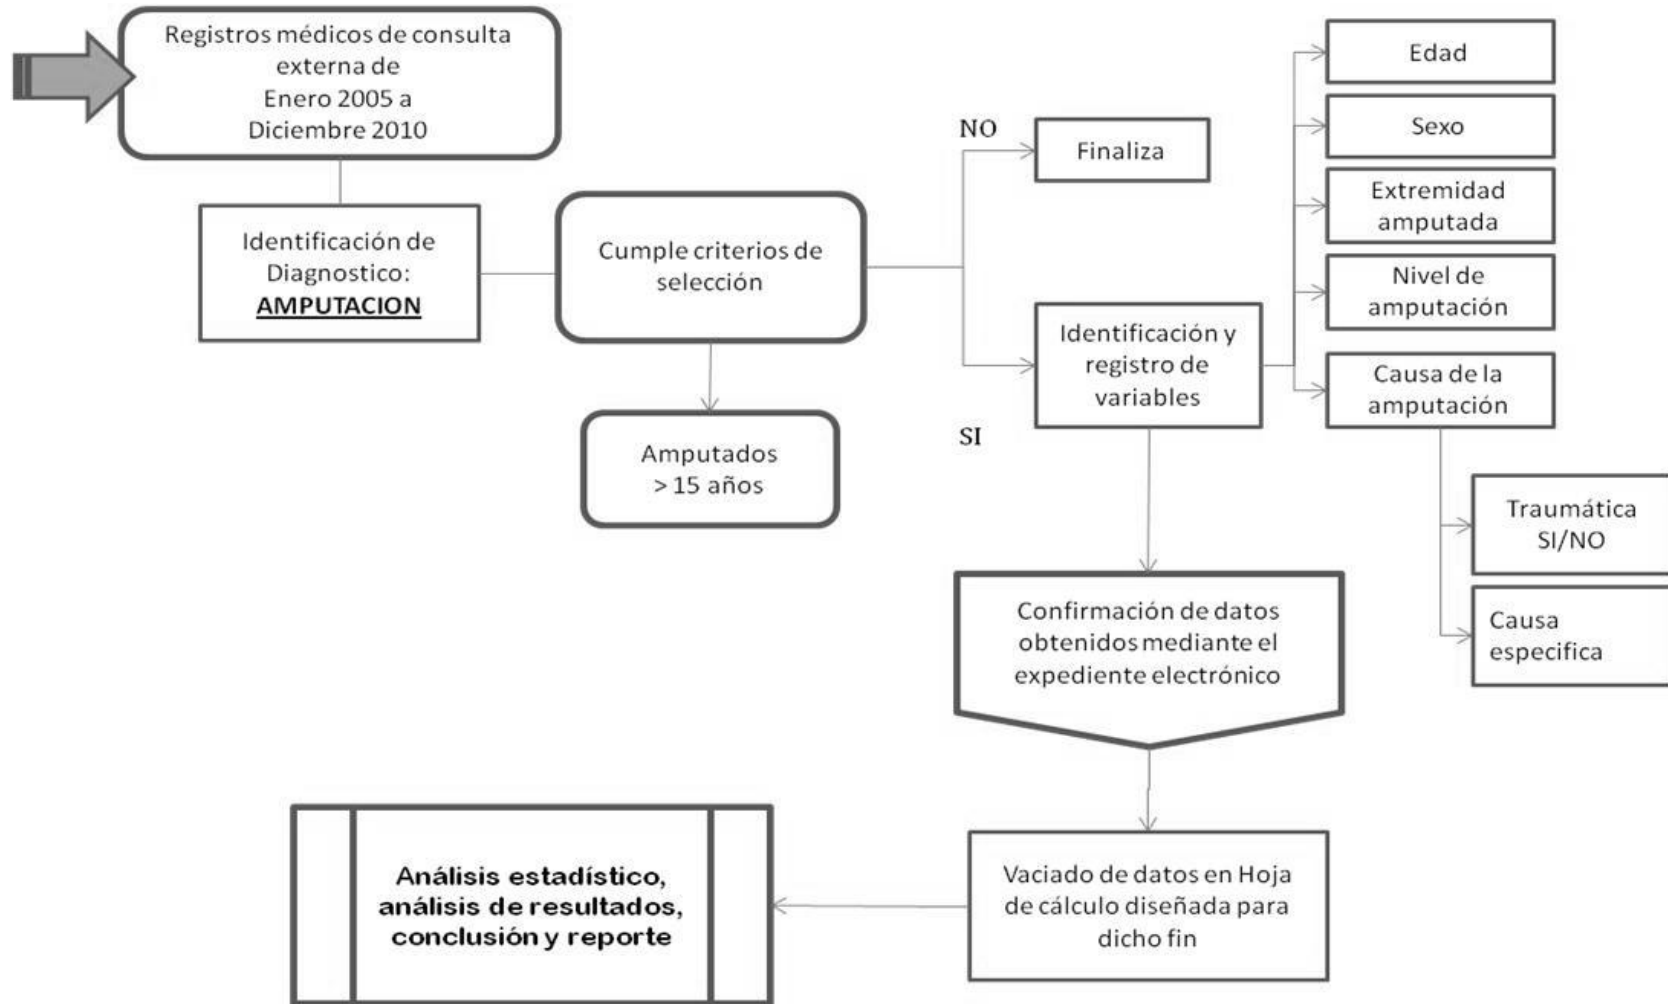 Registros médicos de consulta
externa de
Enero 2005 a
Diciembre 2010
Identificación de
Diagnostico:
AMPUTACION
Cumple criterios de
selección
Amputados
> 15 años
NO
Finaliza
SI
Identificación y
registro de
variables
Edad
Sexo
Extremidad
amputada
Nivel de
amputación
Causa de la
amputación
Traumática
SI/NO
Causa
especifica
Confirmación de datos
obtenidos mediante el
expediente electrónico
Vaciado de datos en Hoja
de cálculo diseñada para
dicho fin
Análisis estadístico,
análisis de resultados,
conclusión y reporte